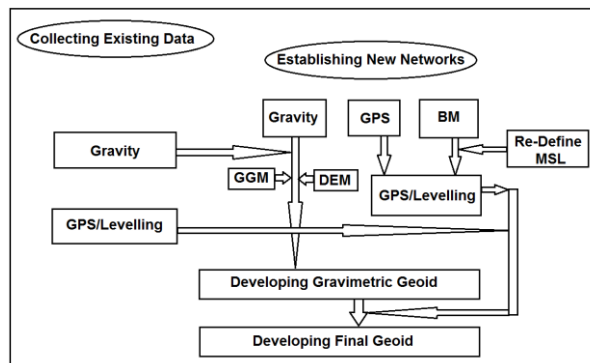 Collecting Existing Data
Establishing New Networks
Gravity
GPS
BM
Gravity
Re-Define
MSL
GGM
DEM
GPS/Levelling
GPS/Levelling
Developing Gravimetric Geoid
Developing Final Geoid